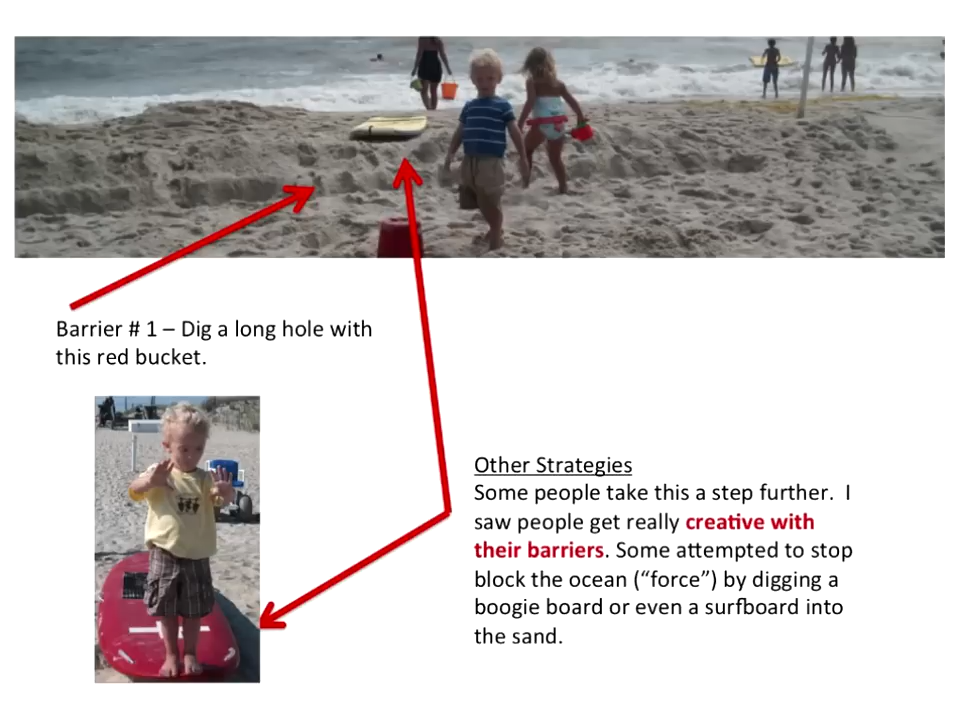 Barrier # 1 – Dig a long hole with
this red bucket.
Other Strategies
Some people take this a step further.  I
saw people get really creative with
their barriers. Some attempted to stop
block the ocean (“force”) by digging a
boogie board or even a surfboard into
the sand.